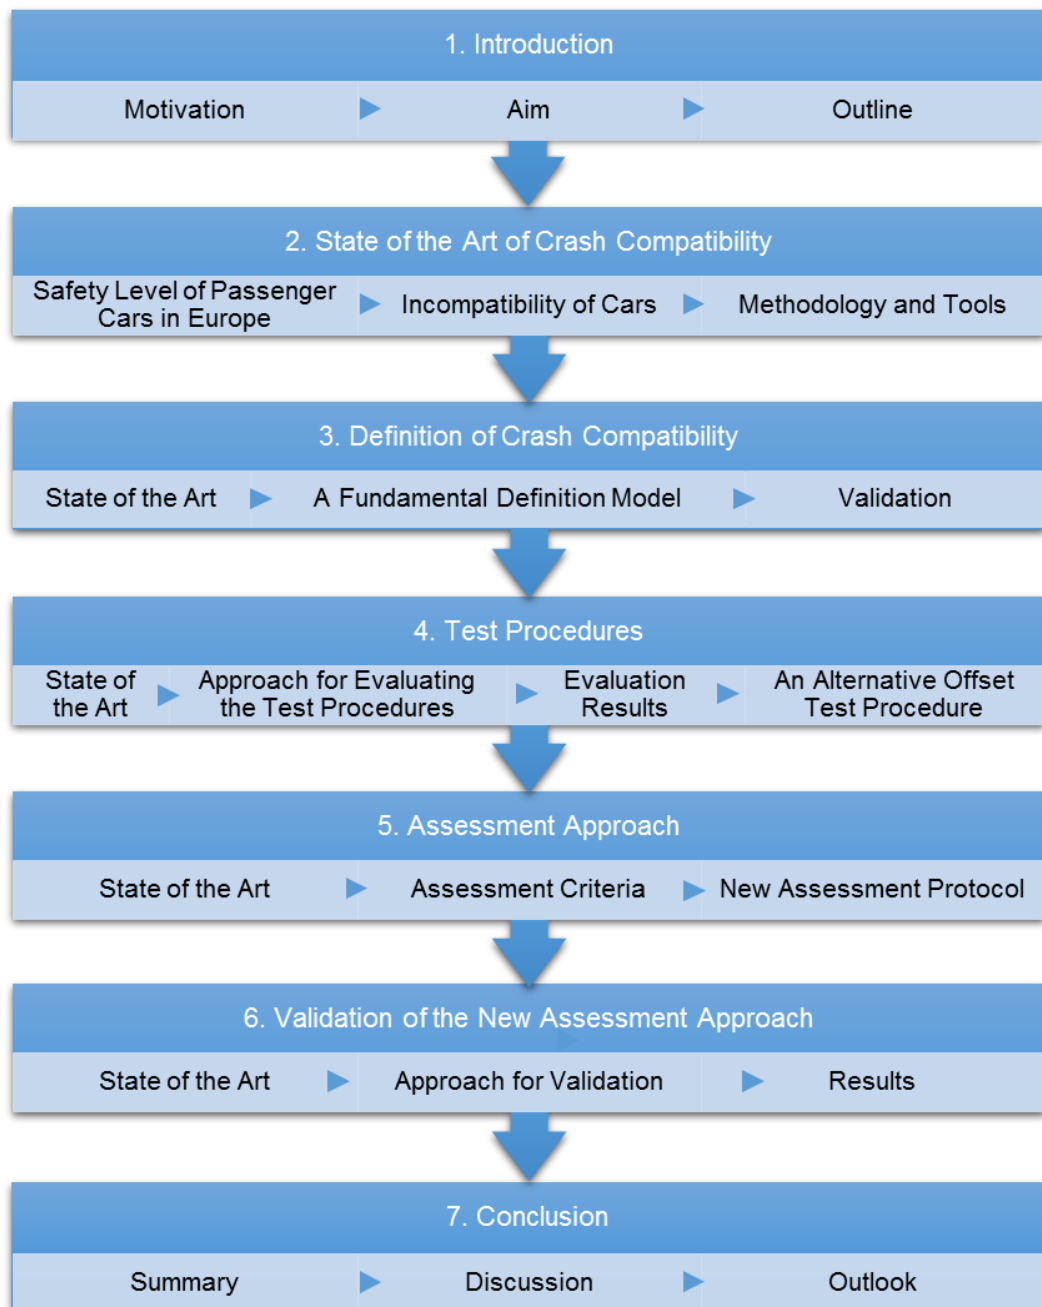 1. Introduction
Motivation Aim Outline
2. State of the Art of Crash Compatibility
Safety Level of Passenger
Cars in Europe
Incompatibility of Cars
Methodology and Tools
3. Definition of Crash Compatibility
State of the Art A Fundamental Definition Model Validation
4. Test Procedures
State of
the Art
Approach for Evaluating
the Test Procedures
Evaluation
Results
An Alternative Offset
Test Procedure
5. Assessment Approach
State of the Art Assessment Criteria New Assessment Protocol
6. Validation of the New Assessment Approach
State of the Art Approach for Validation Results
7. Conclusion
Summary Discussion Outlook